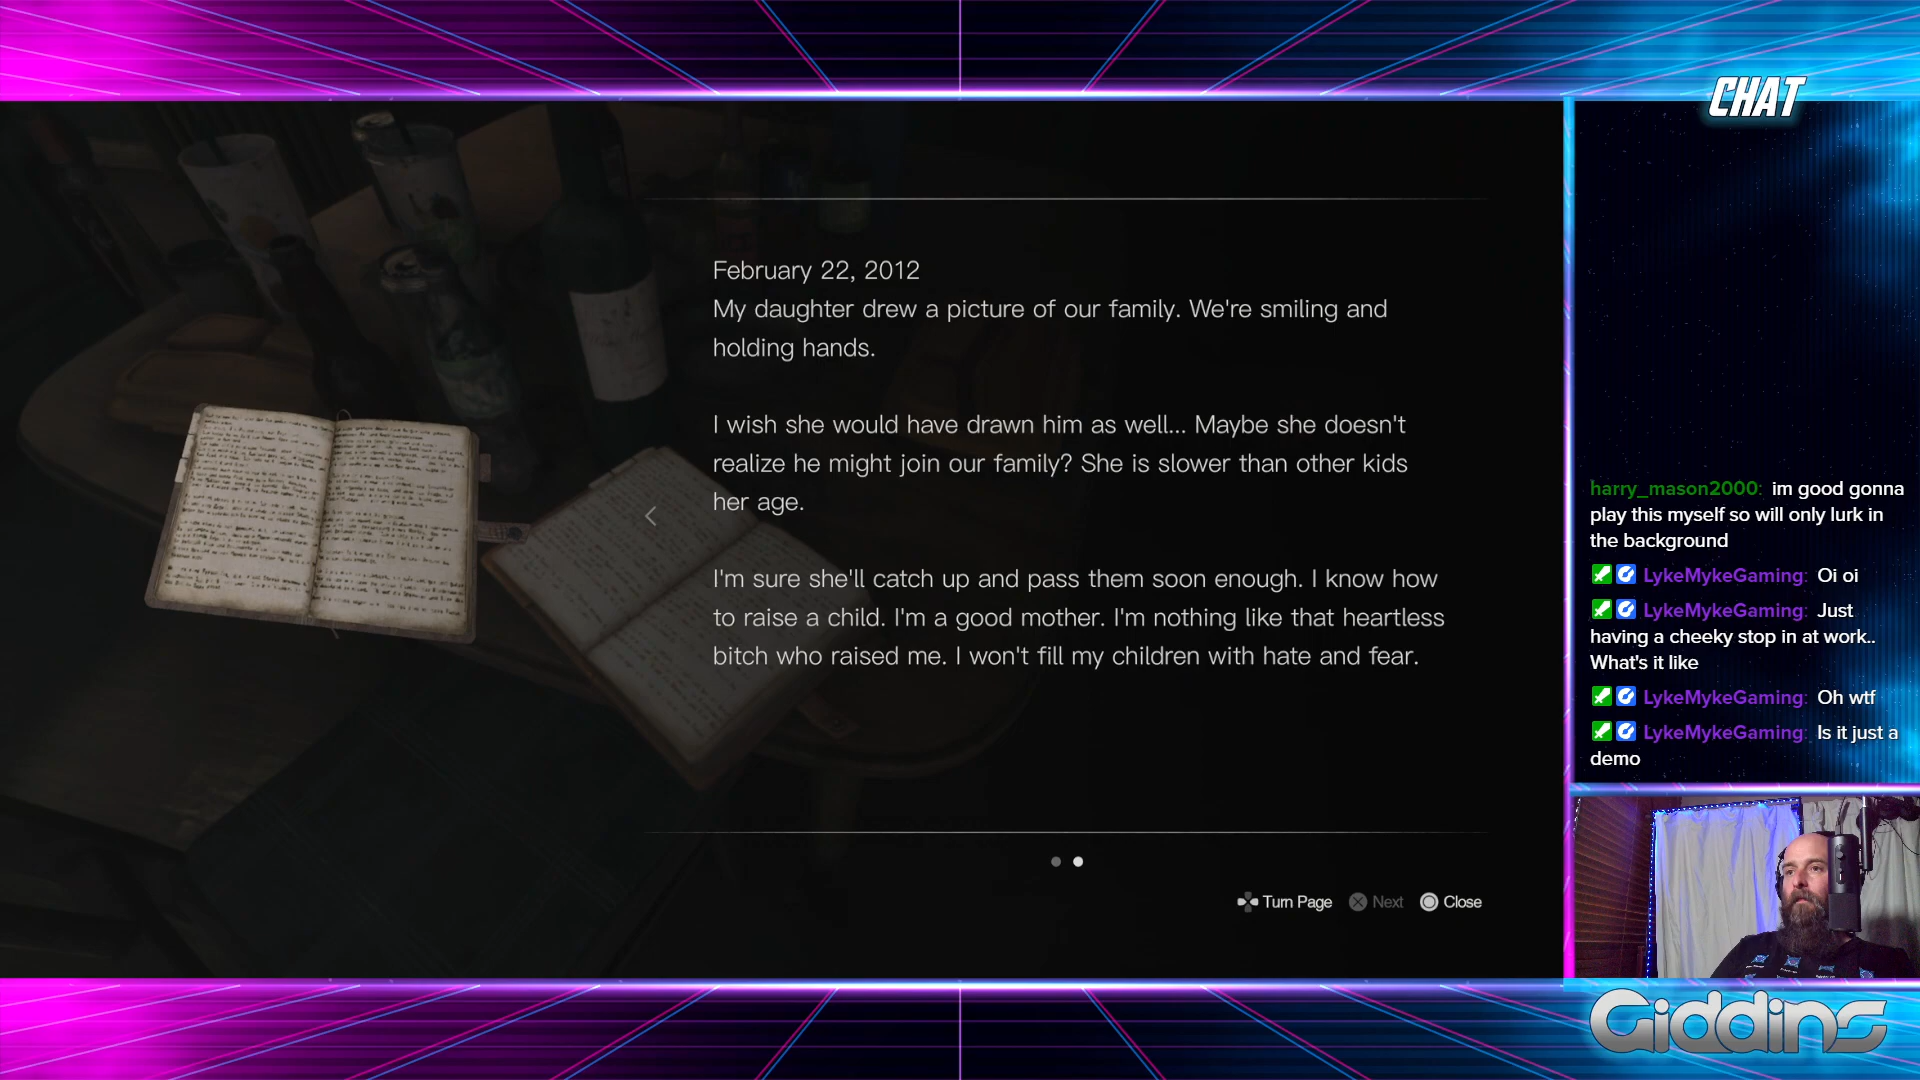 CHAT
February 22, 2012
My daughter drew a picture of our family. We're smiling and
holding hands.
I wish she would have drawn him as well... Maybe she doesn't
realize he might join our family? She is slower than other kids
her age.
I'm sure she'll catch up and pass them soon enough. I know how
to raise a child. I'm a good mother. I'm nothing like that heartless
bitch who raised me. I won't fill my children with hate and fear.
Turn Page Next Close
harry_mason2000: im good gonna
play this myself so will only lurk in
the background
LykeMykeGaming: Oi oi
LykeMykeGaming: Just
having a cheeky stop in at work..
What's it like
LykeMykeGaming: Oh wtf
LykeMykeGaming: Is it just a
demo
Giddins